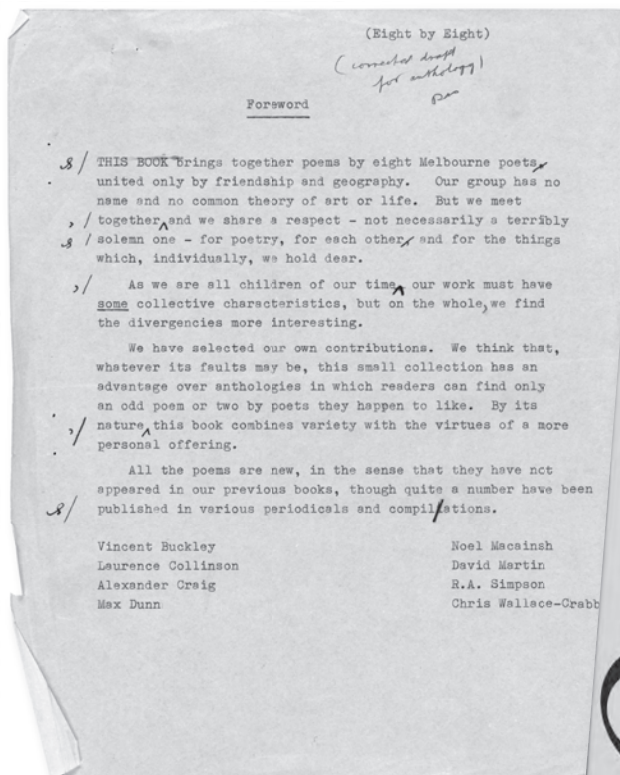 (Eight by Eight)
(corrected draft
for anthology)
Foreword
THIS BOOK brings together poems by eight Melbourne poets,
united only by friendship and geography. Our group has no
name and no common theory of art or life. But we meet
, / together, and we share a respect - not necessarily a terribly
solemn one - for poetry, for each other, and for the things
which, individually, we hold dear.
, / As we are all children of our time, our work must have
some collective characteristics, but on the whole, we find
the divergencies more interesting.
We have selected our own contributions. We think that,
whatever its faults may be, this small collection has an
advantage over anthologies in which readers can find only
an odd poem or two by poets they happen to like. By its
, / nature, this book combines variety with the virtues of a more
personal offering.
All the poems are new, in the sense that they have not
appeared in our previous books, though quite a number have been
published in various periodicals and compilations.
Vincent Buckley Noel Macainsh
Laurence Collinson David Martin
Alexander Craig R.A. Simpson
Max Dunn Chris Wallace-Crabb